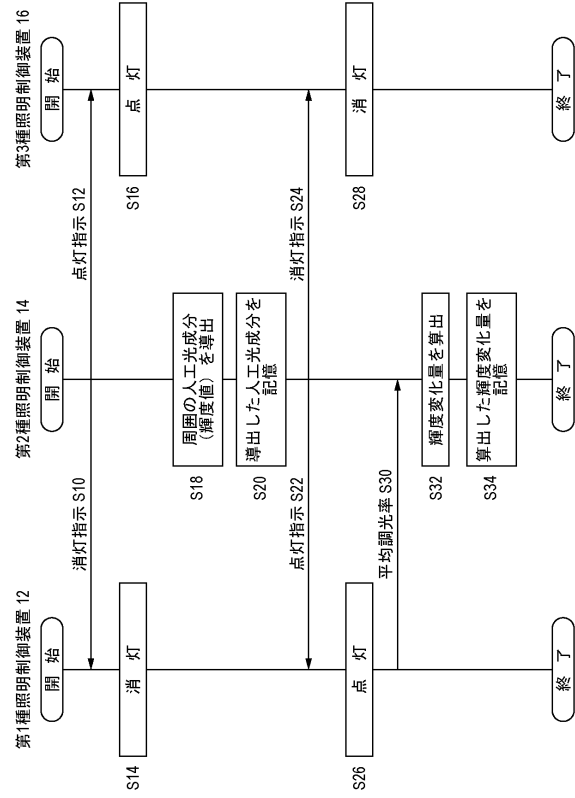 第1種照明制御装置 12
第2種照明制御装置 14
第3種照明制御装置 16
開 始
開 始
開 始
消灯指示 S10
点灯指示 S12
S14
消 灯
S16
点 灯
S18
周囲の人工光成分
(輝度値) を導出
S20
導出した人工光成分を
記憶
点灯指示 S22
消灯指示 S24
S26
点 灯
S28
消 灯
平均調光率 S30
S32
輝度変化量を算出
S34
算出した輝度変化量を
記憶
終 了
終 了
終 了